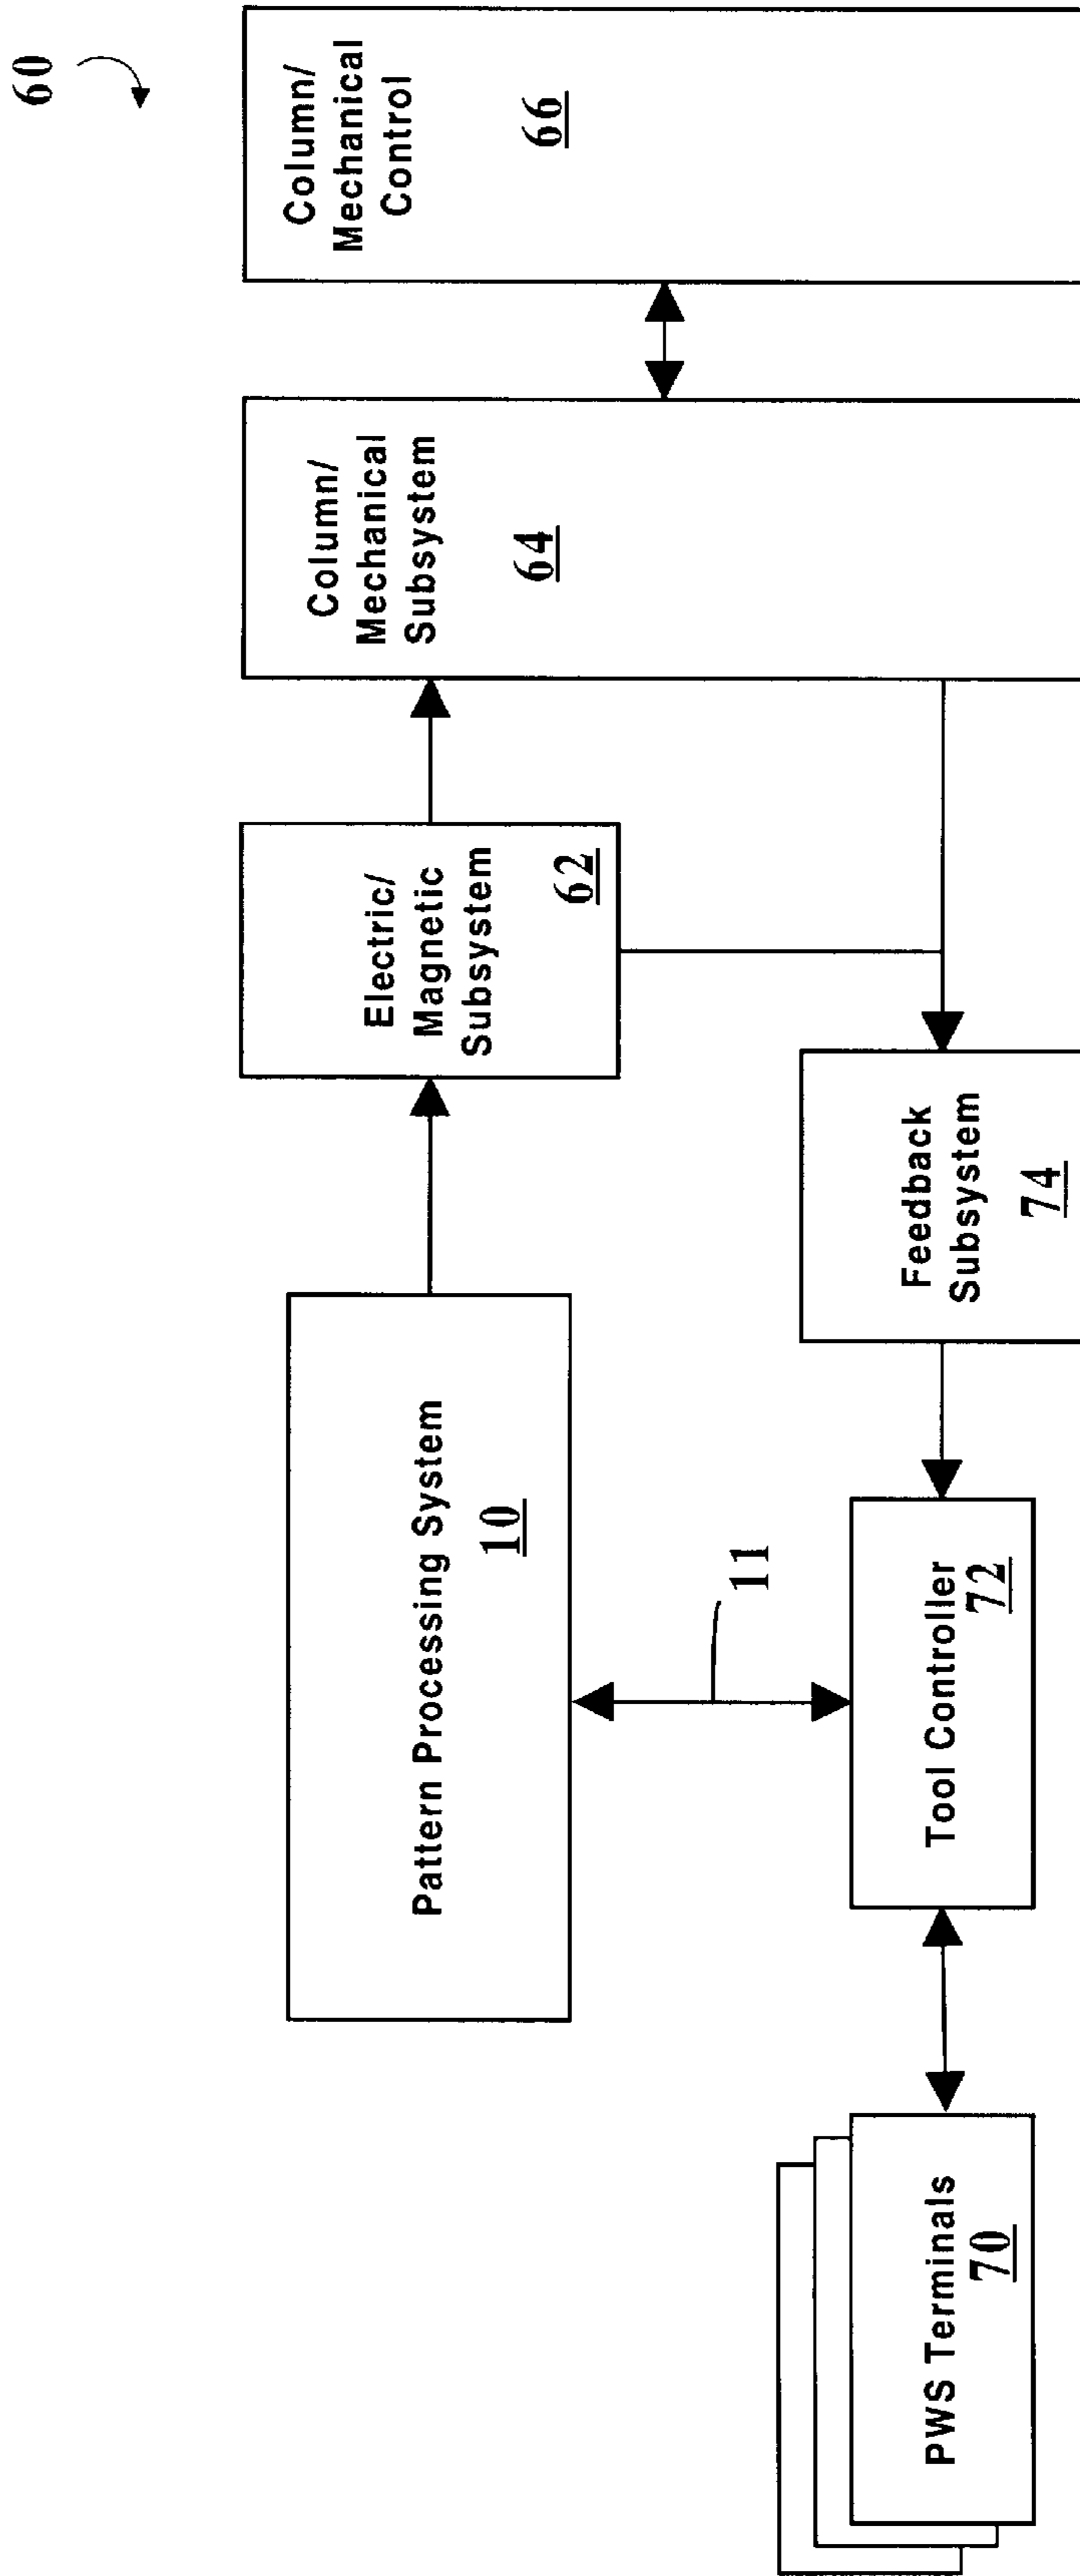 60
Pattern Processing System
10
Electric/
Magnetic
Subsystem
62
Column/
Mechanical
Subsystem
64
Column/
Mechanical
Control
66
11
PWS Terminals
70
Tool Controller
72
Feedback
Subsystem
74